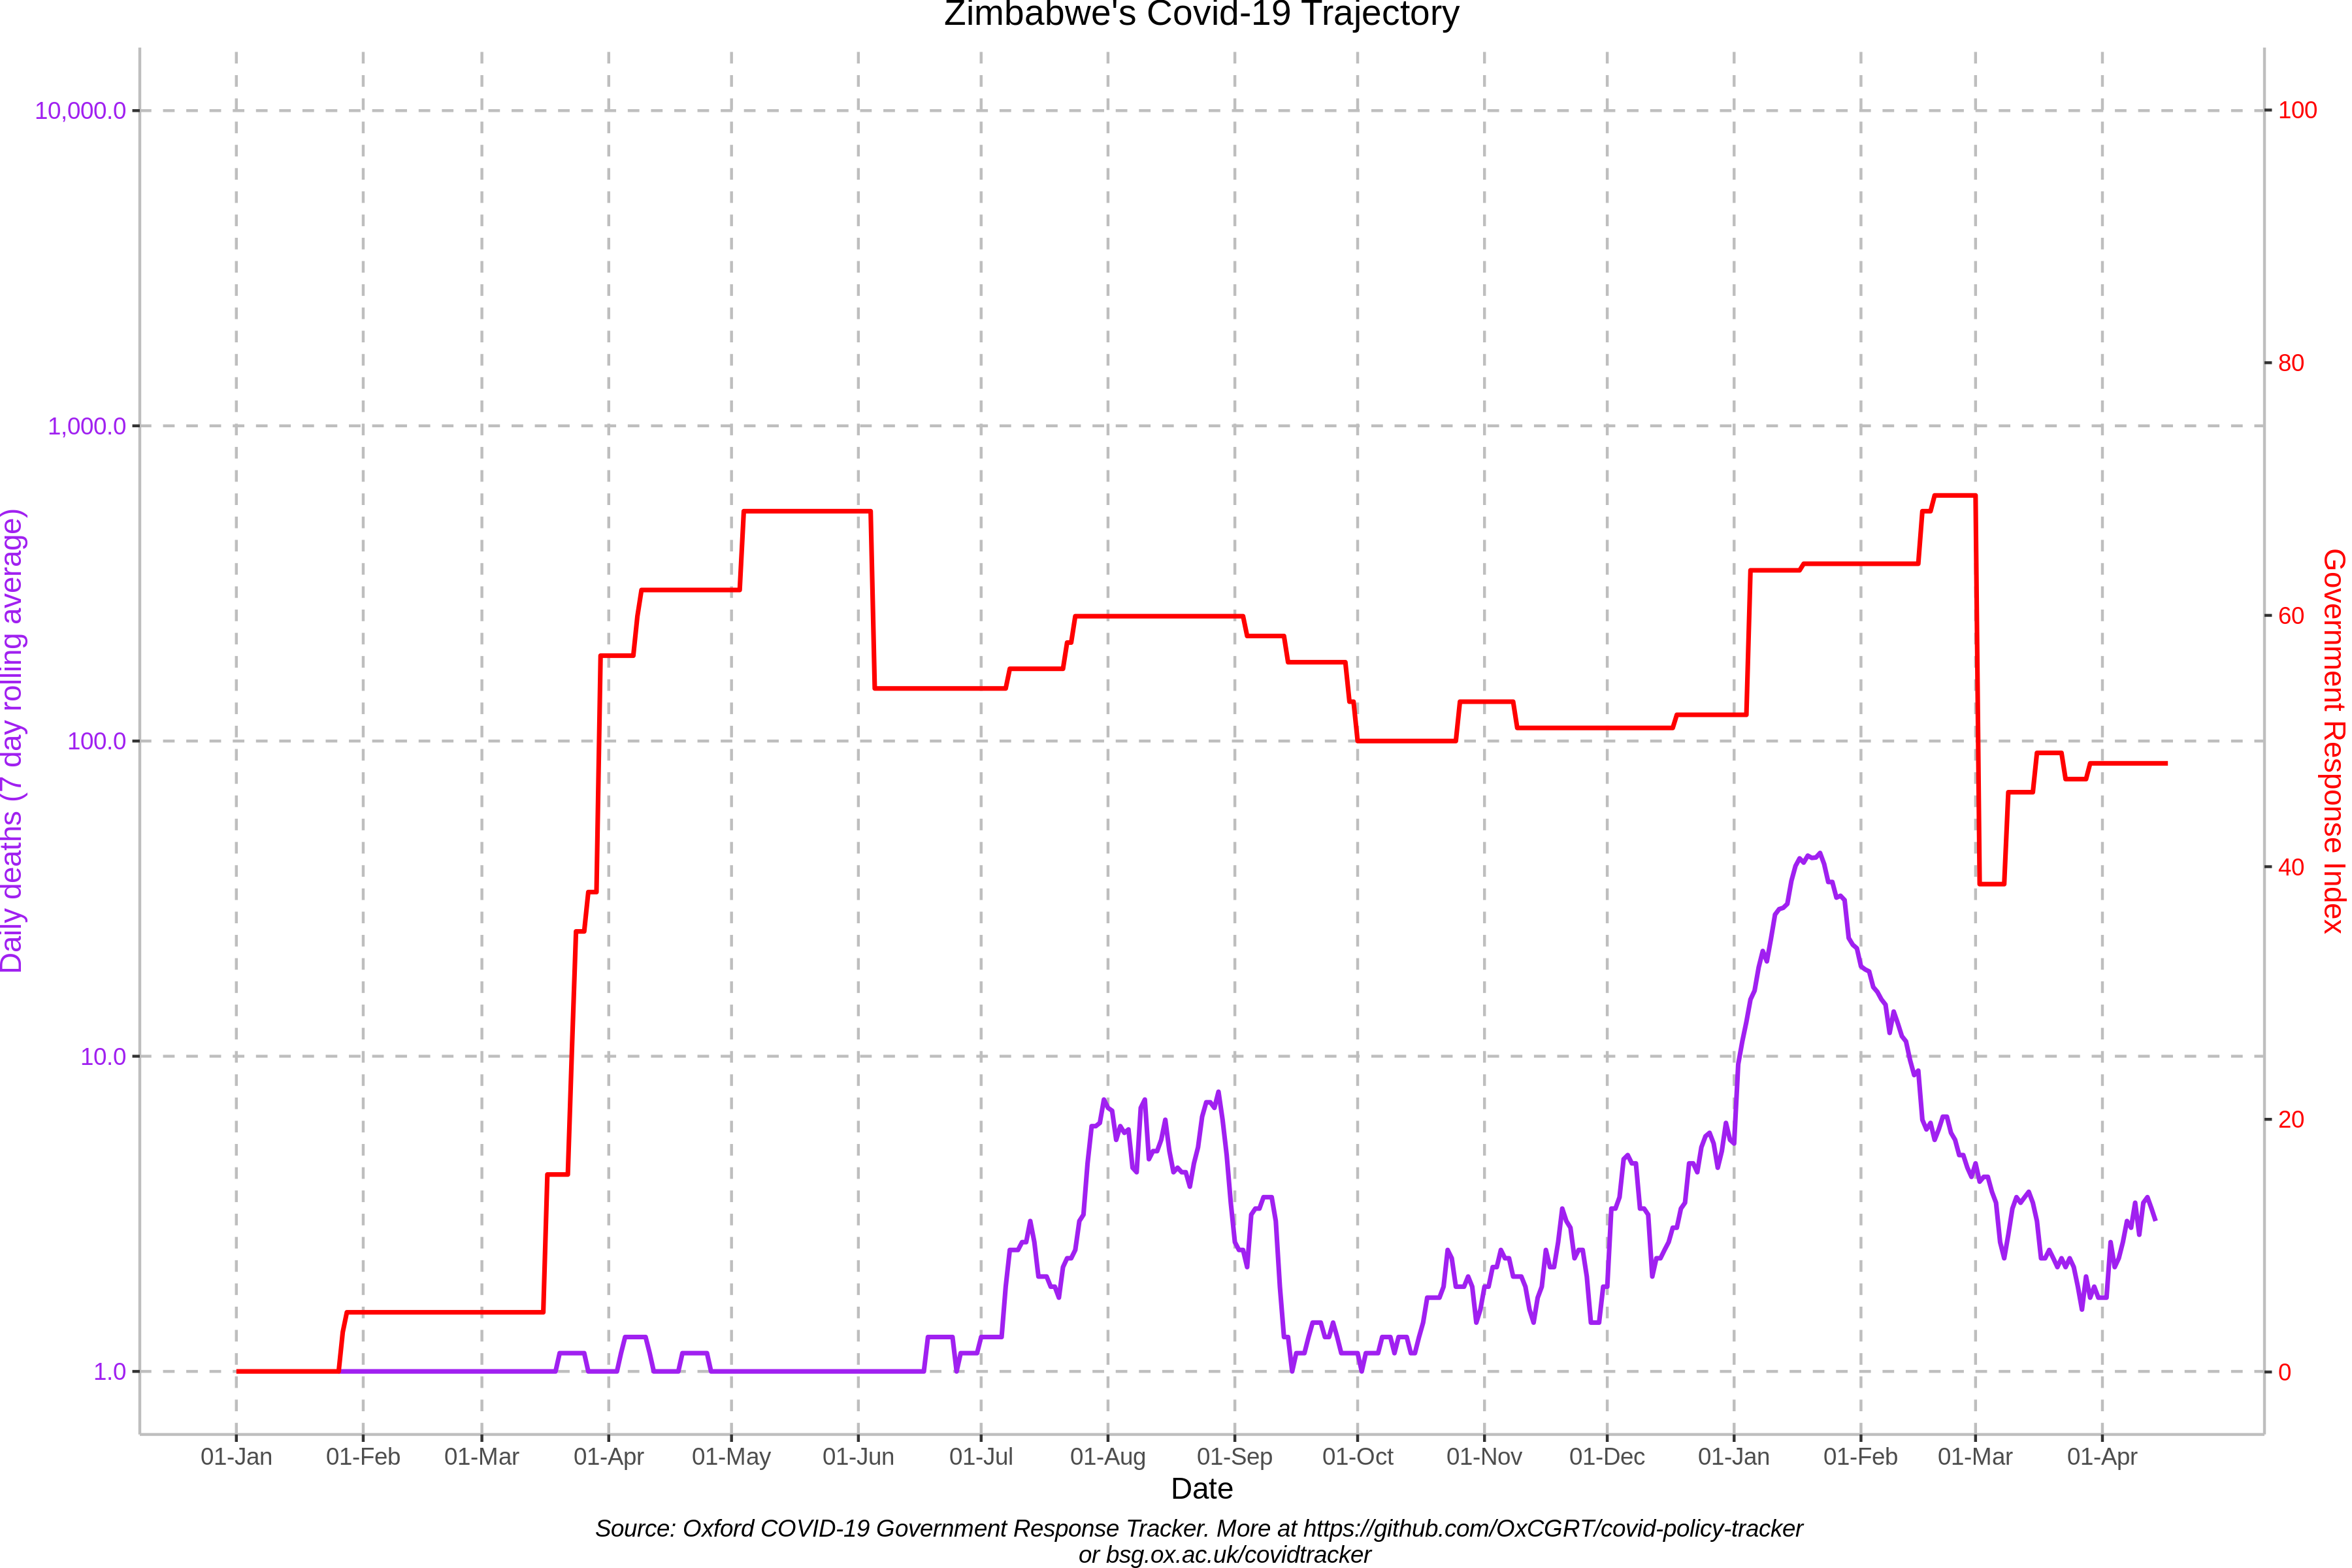 Zimbabwe's Covid-19 Trajectory
10,000.0
1,000.0
100.0
10.0
1.0
Daily deaths (7 day rolling average)
100
80
60
40
20
0
Government Response Index
01-Jan 01-Feb 01-Mar 01-Apr 01-May 01-Jun 01-Jul 01-Aug 01-Sep 01-Oct 01-Nov 01-Dec 01-Jan 01-Feb 01-Mar 01-Apr
Date
Source: Oxford COVID-19 Government Response Tracker. More at https://github.com/OxCGRT/covid-policy-tracker
or bsg.ox.ac.uk/covidtracker